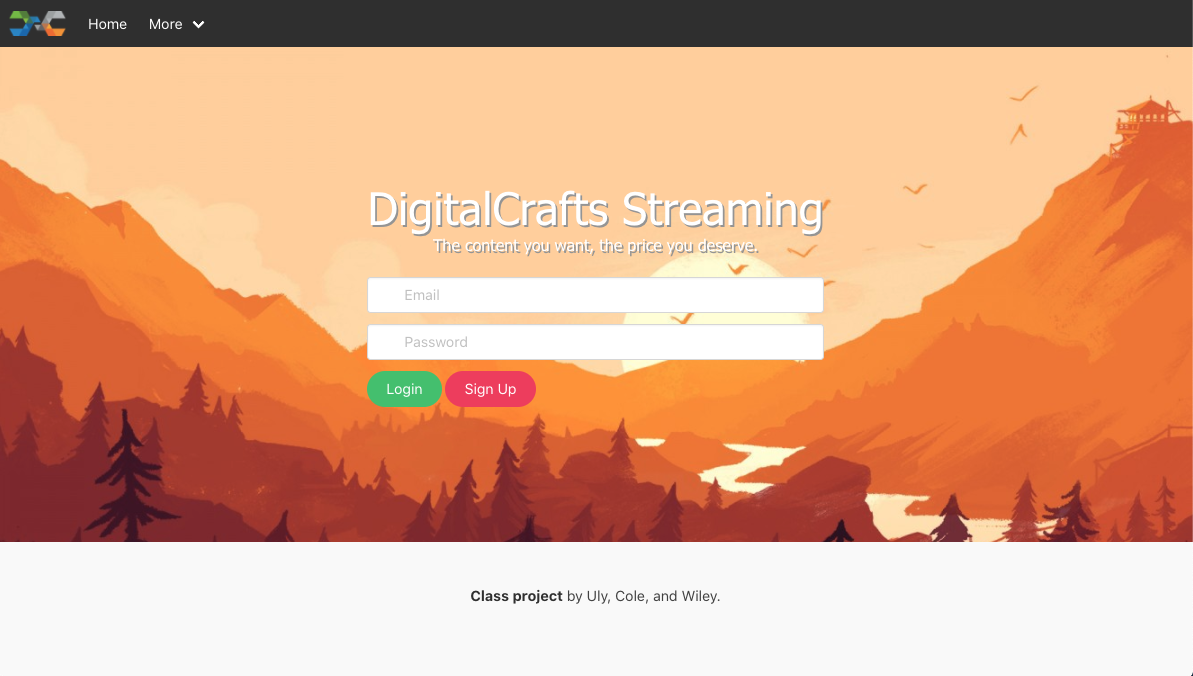 Home
More
DigitalCrafts Streaming
The content you want, the price you deserve.
Email
Password
Login
Sign Up
Class project by Uly, Cole, and Wiley.